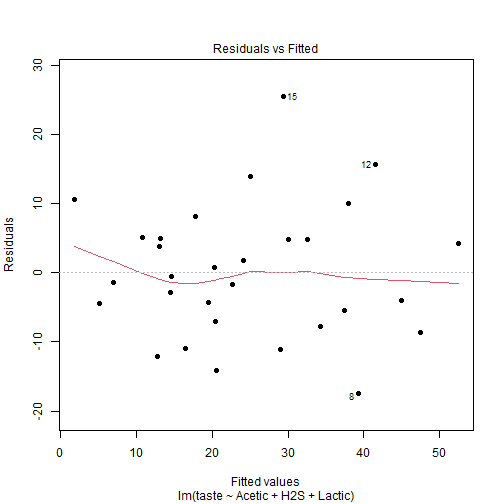 Residuals vs Fitted
30
20
10
0
-10
-20
Residuals
15
12
8
0 10 20 30 40 50
Fitted values
lm(taste ~ Acetic + H2S + Lactic)